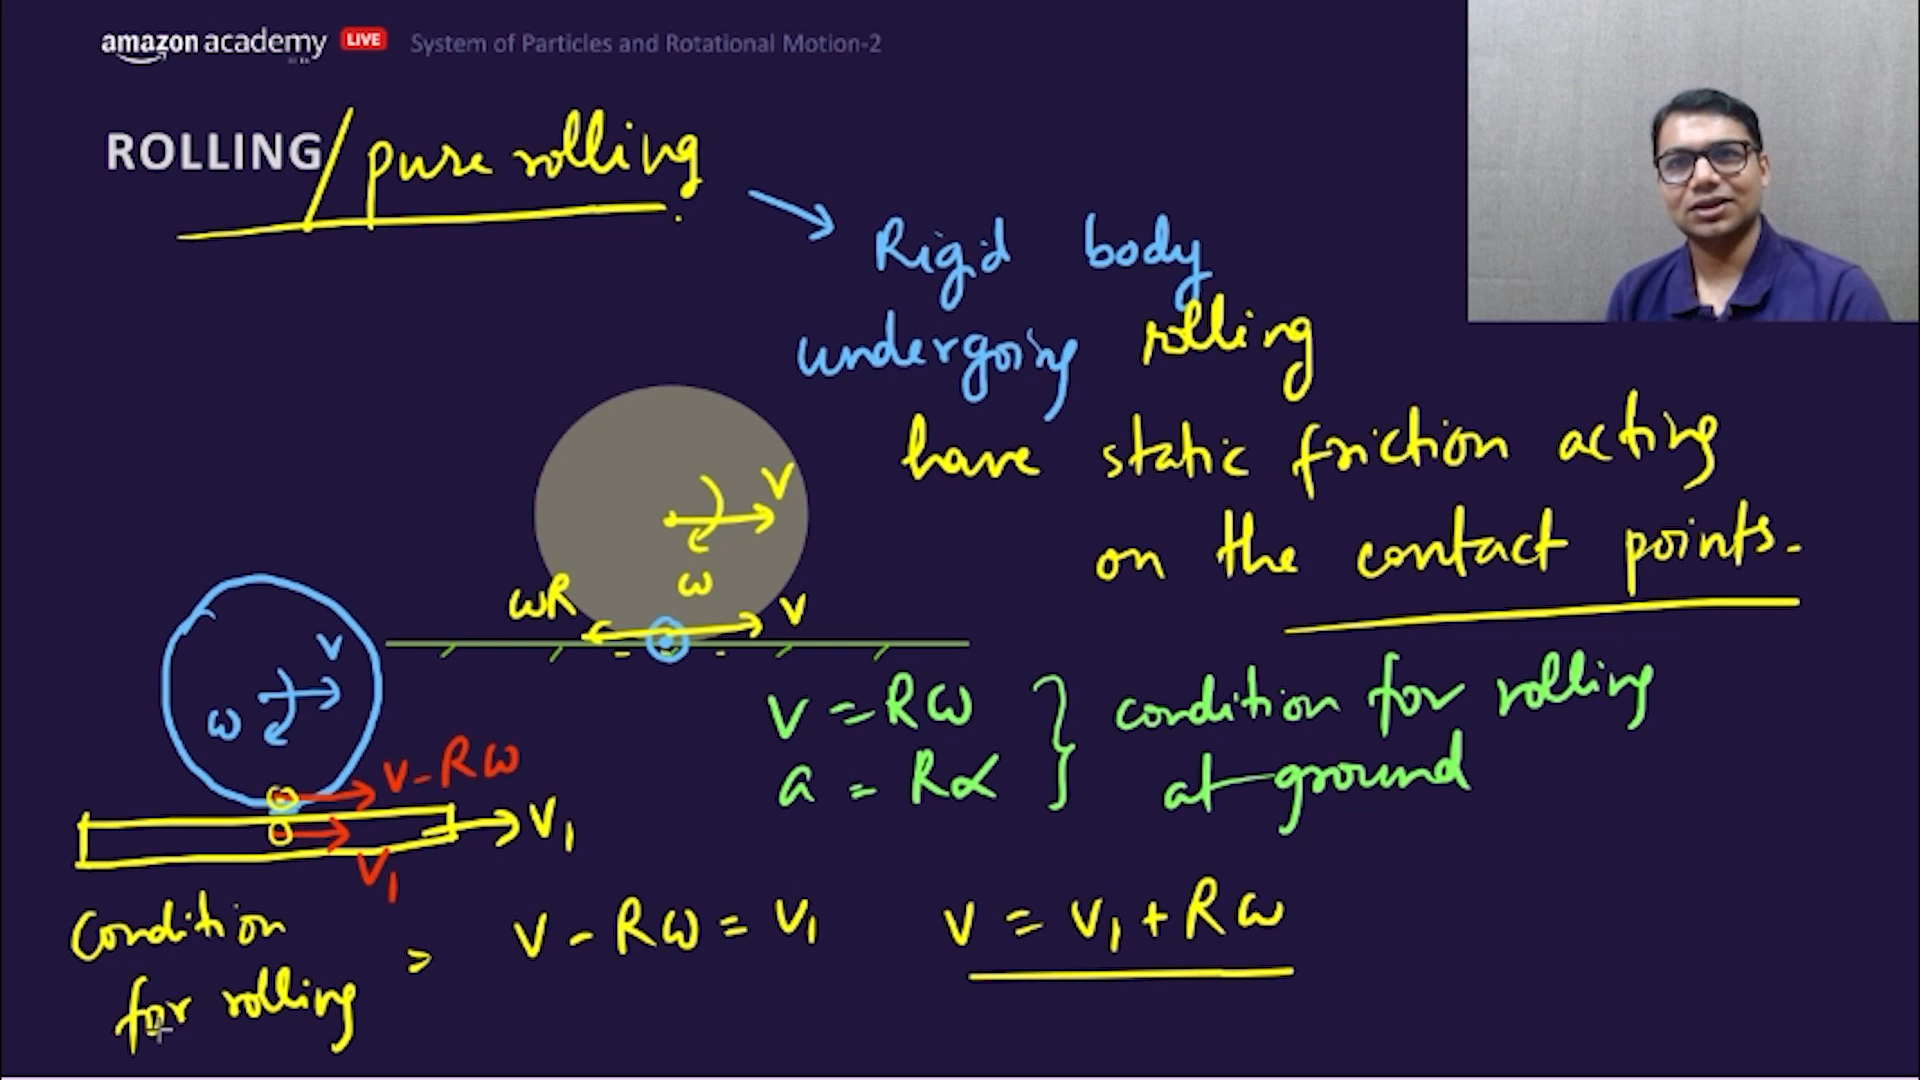 amazon academy LIVE System of Particles and Rotational Motion-2
ROLLING / pure rolling
Rigid body
undergoing rolling
have static friction acting
on the contact points.
V
ω
ωR
V
V
ω
V = Rω
a = Rα
condition for rolling
at ground
V - Rω
V₁
V₁
Condition
for rolling
V - Rω = V₁
V = V₁ + Rω